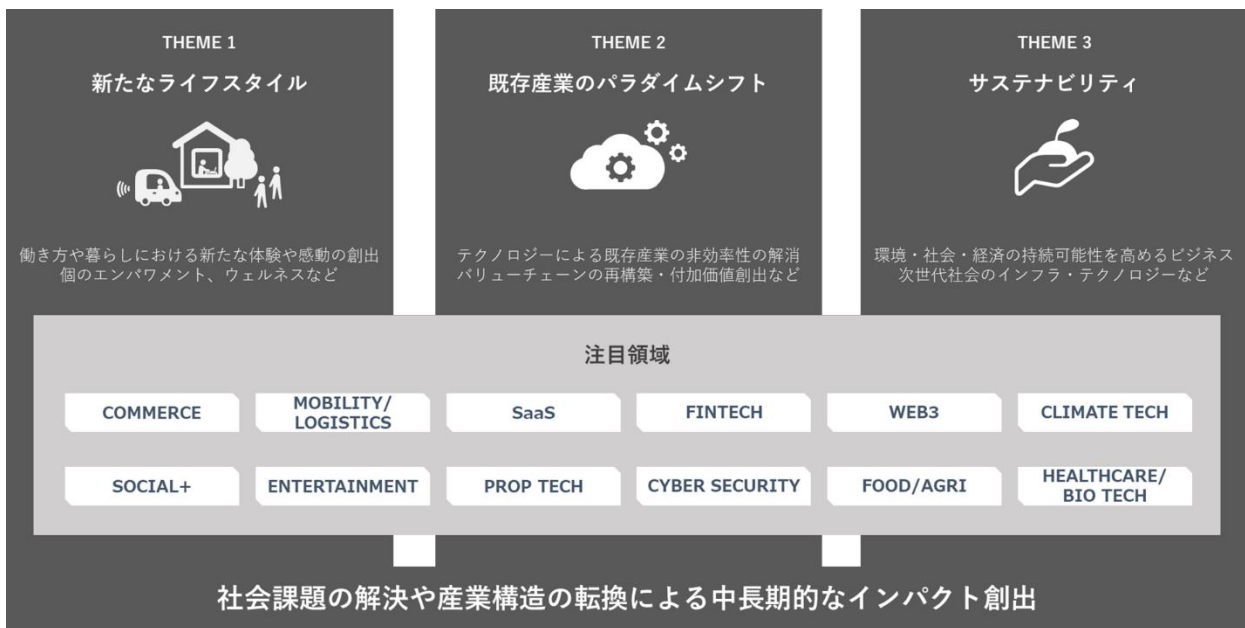 THEME 1
新たなライフスタイル
働き方や暮らしにおける新たな体験や感動の創出
個のエンパワメント、ウェルネスなど
THEME 2
既存産業のパラダイムシフト
テクノロジーによる既存産業の非効率性の解消
バリューチェーンの再構築・付加価値創出など
THEME 3
サステナビリティ
環境・社会・経済の持続可能性を高めるビジネス
次世代社会のインフラ・テクノロジーなど
注目領域
COMMERCE
MOBILITY/
LOGISTICS
SaaS
FINTECH
WEB3
CLIMATE TECH
SOCIAL+
ENTERTAINMENT
PROP TECH
CYBER SECURITY
FOOD/AGRI
HEALTHCARE/
BIO TECH
社会課題の解決や産業構造の転換による中長期的なインパクト創出